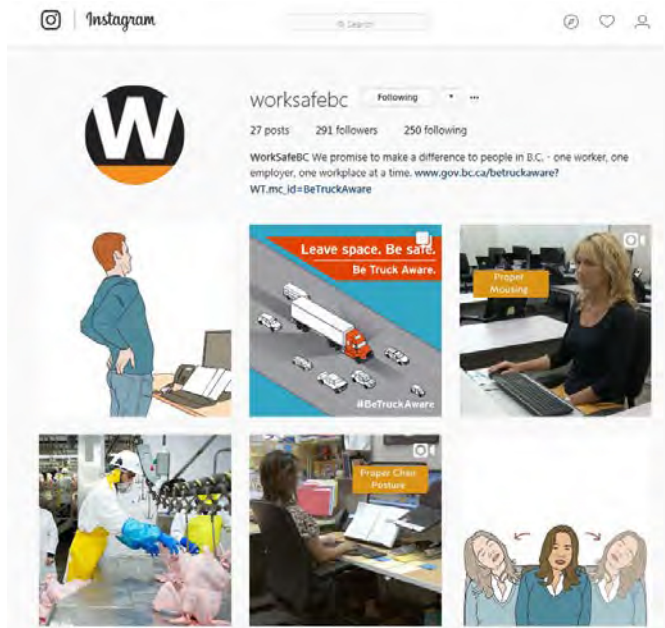 Instagram
Search
W
worksafebc Following
27 posts 291 followers 250 following
WorkSafeBC We promise to make a difference to people in B.C. - one worker, one
employer, one workplace at a time. www.gov.bc.ca/betruckaware?
WT.mc_id=BeTruckAware
Leave space. Be safe.
Be Truck Aware.
#BeTruckAware
Proper
Mousing
Proper Chair
Posture